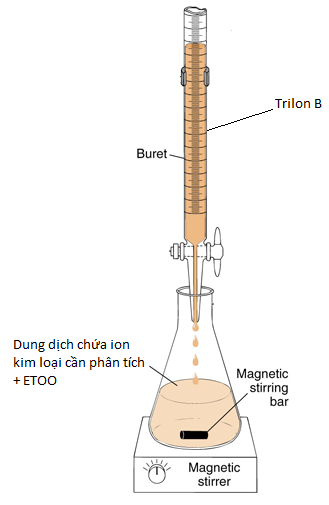 Trilon B
Buret
Dung dịch chứa ion
kim loại cần phân tích
+ ETOO
Magnetic
stirring
bar
Magnetic
stirrer